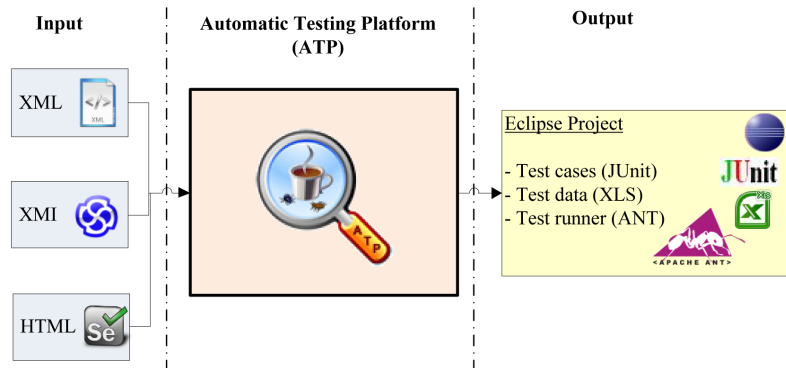 Input
Automatic Testing Platform
(ATP)
Output
XML
</>
XML
XMI
HTML
Se
ATP
Eclipse Project
- Test cases (JUnit)
- Test data (XLS)
- Test runner (ANT)
JUnit
Xls
X
<APACHE ANT>